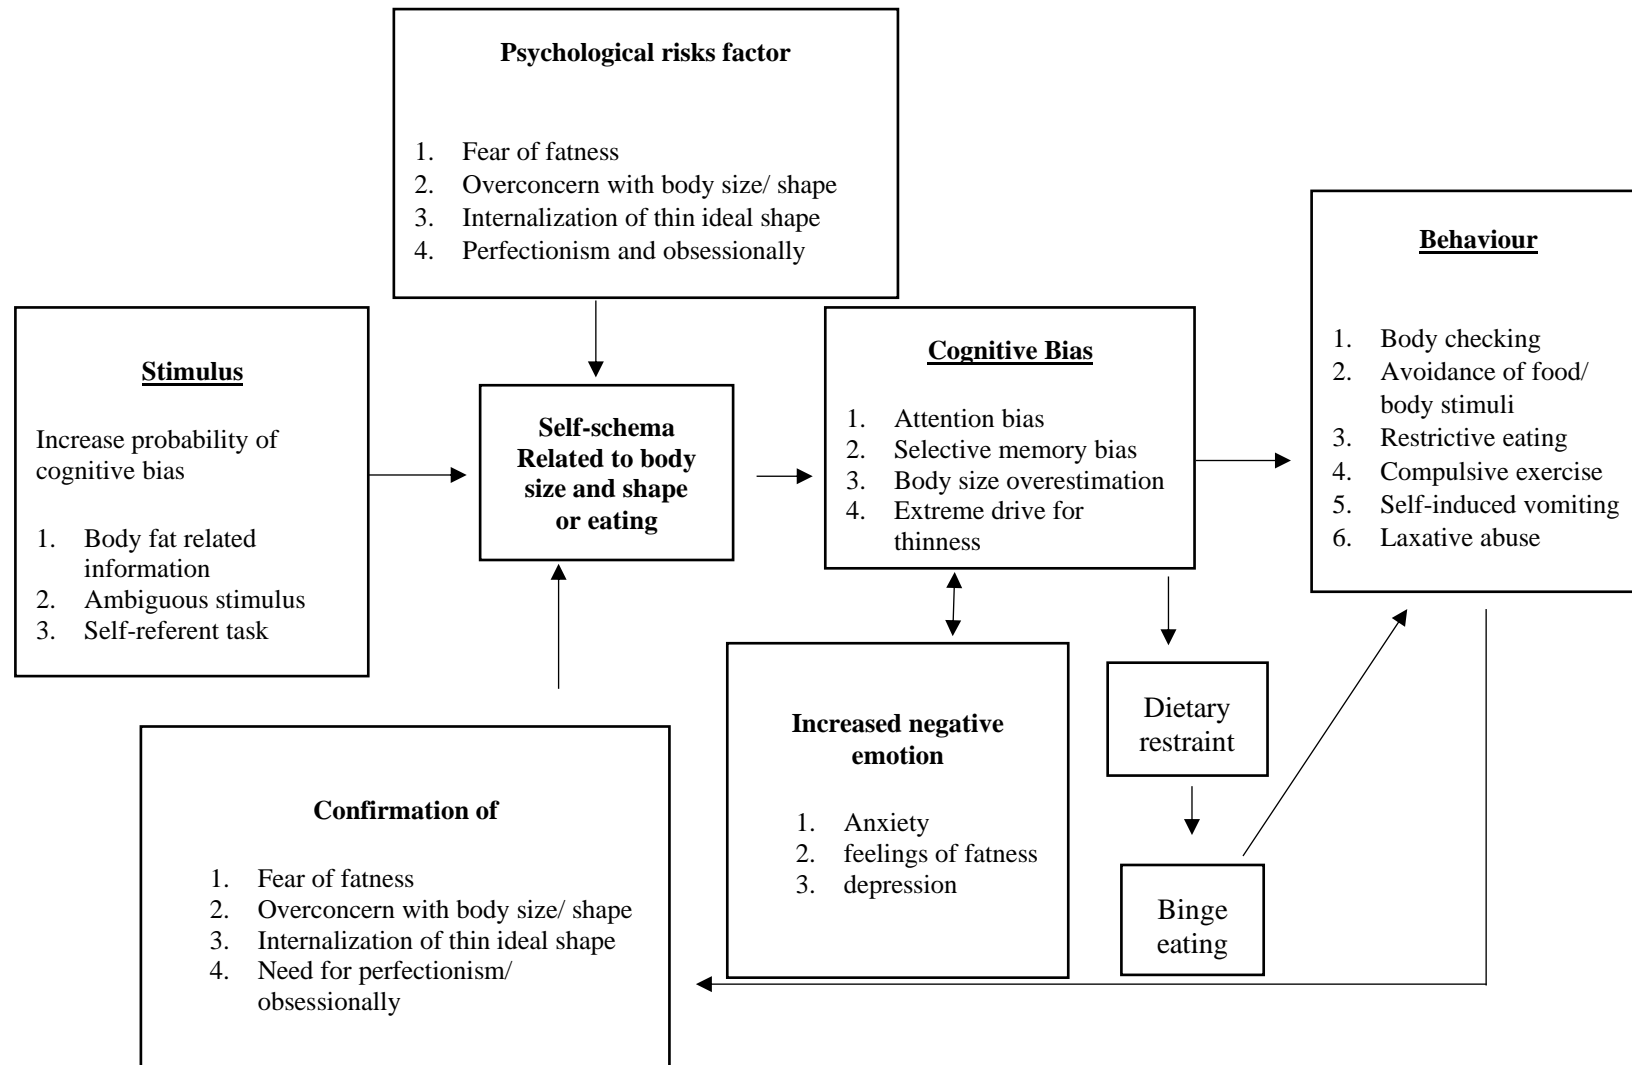 Psychological risks factor
1. Fear of fatness
2. Overconcern with body size/ shape
3. Internalization of thin ideal shape
4. Perfectionism and obsessionally
Stimulus
Increase probability of
cognitive bias
1. Body fat related
information
2. Ambiguous stimulus
3. Self-referent task
Self-schema
Related to body
size and shape
or eating
Cognitive Bias
1. Attention bias
2. Selective memory bias
3. Body size overestimation
4. Extreme drive for
thinness
Behaviour
1. Body checking
2. Avoidance of food/
body stimuli
3. Restrictive eating
4. Compulsive exercise
5. Self-induced vomiting
6. Laxative abuse
Increased negative
emotion
1. Anxiety
2. feelings of fatness
3. depression
Dietary
restraint
Binge
eating
Confirmation of
1. Fear of fatness
2. Overconcern with body size/ shape
3. Internalization of thin ideal shape
4. Need for perfectionism/
obsessionally